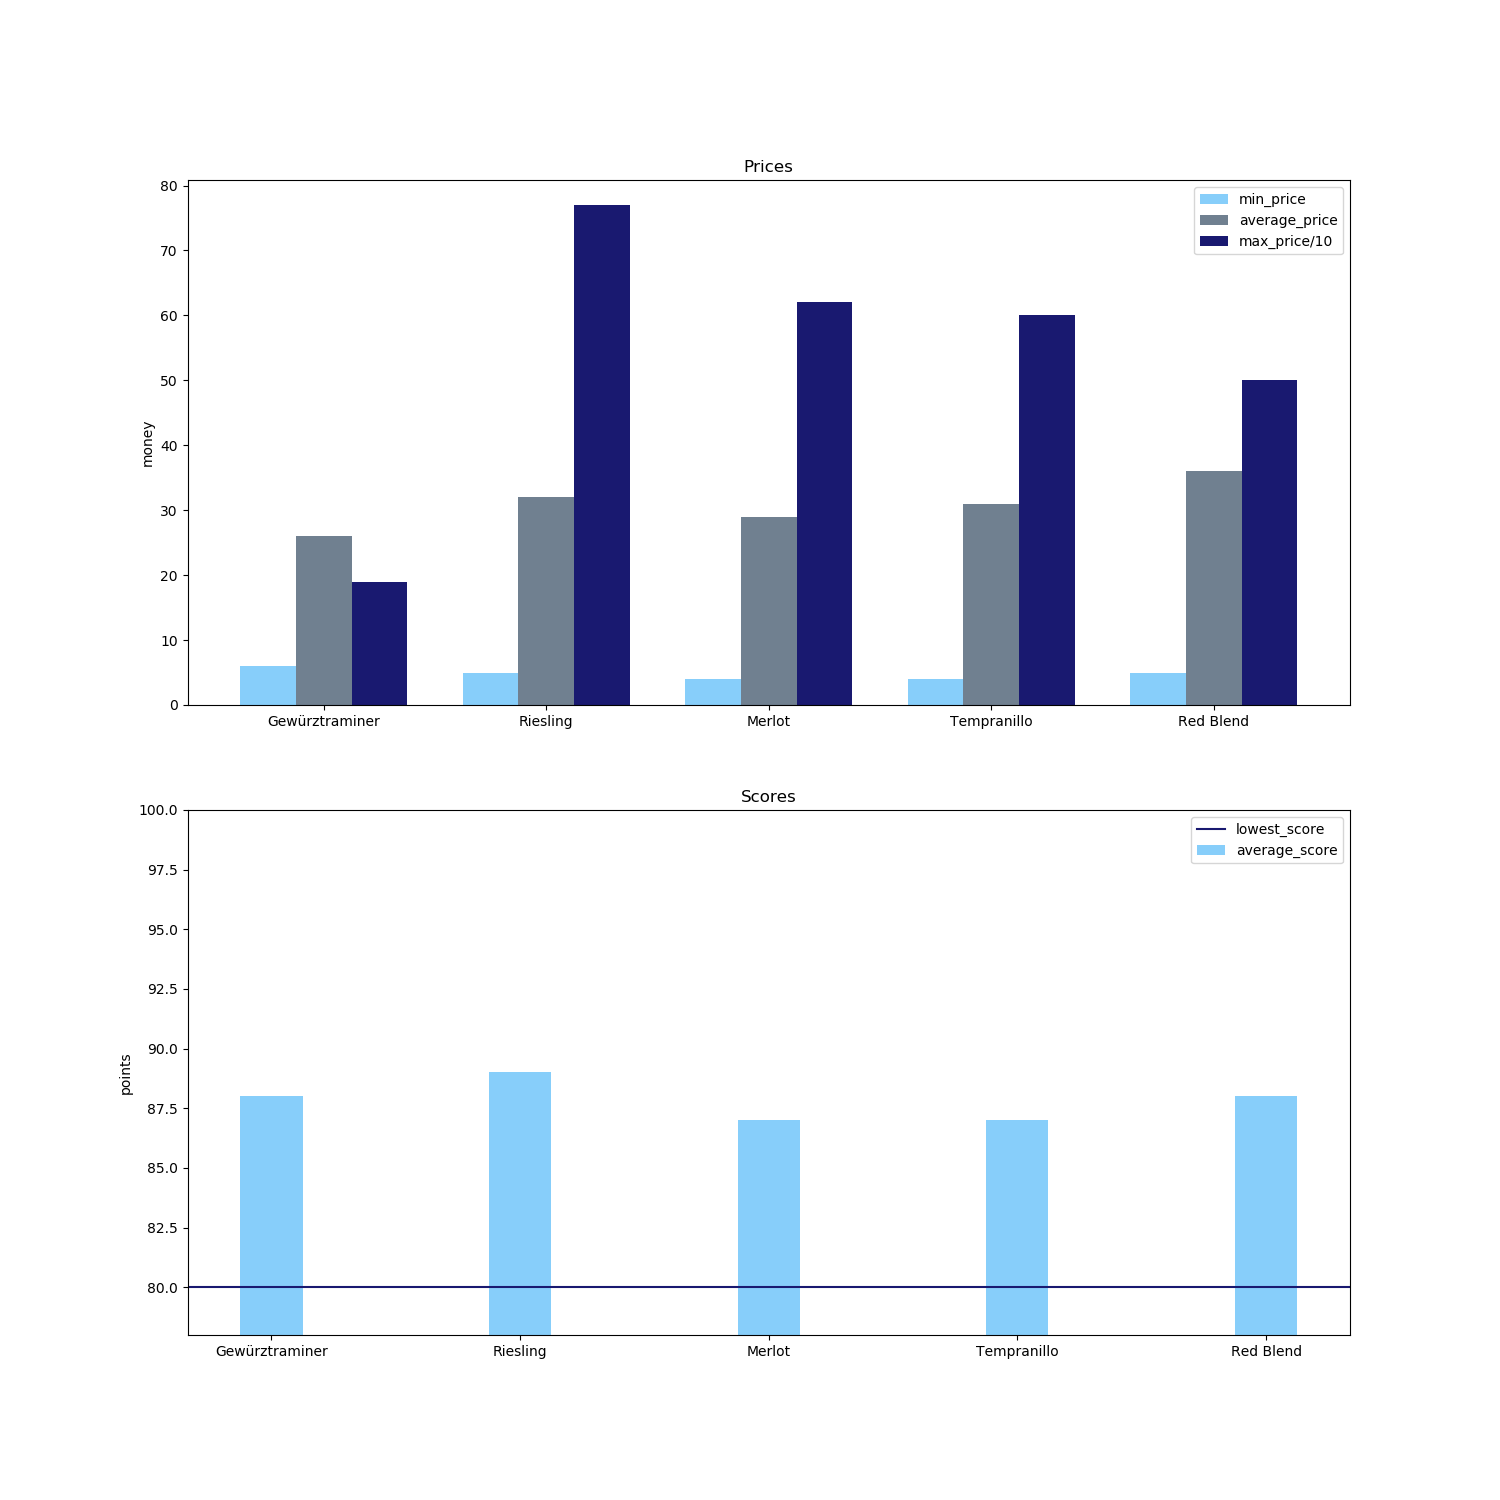 Prices
80
70
60
50
40
30
20
10
0
money
min_price
average_price
max_price/10
Gewürztraminer Riesling Merlot Tempranillo Red Blend
Scores
100.0
97.5
95.0
92.5
90.0
87.5
85.0
82.5
80.0
points
lowest_score
average_score
Gewürztraminer Riesling Merlot Tempranillo Red Blend